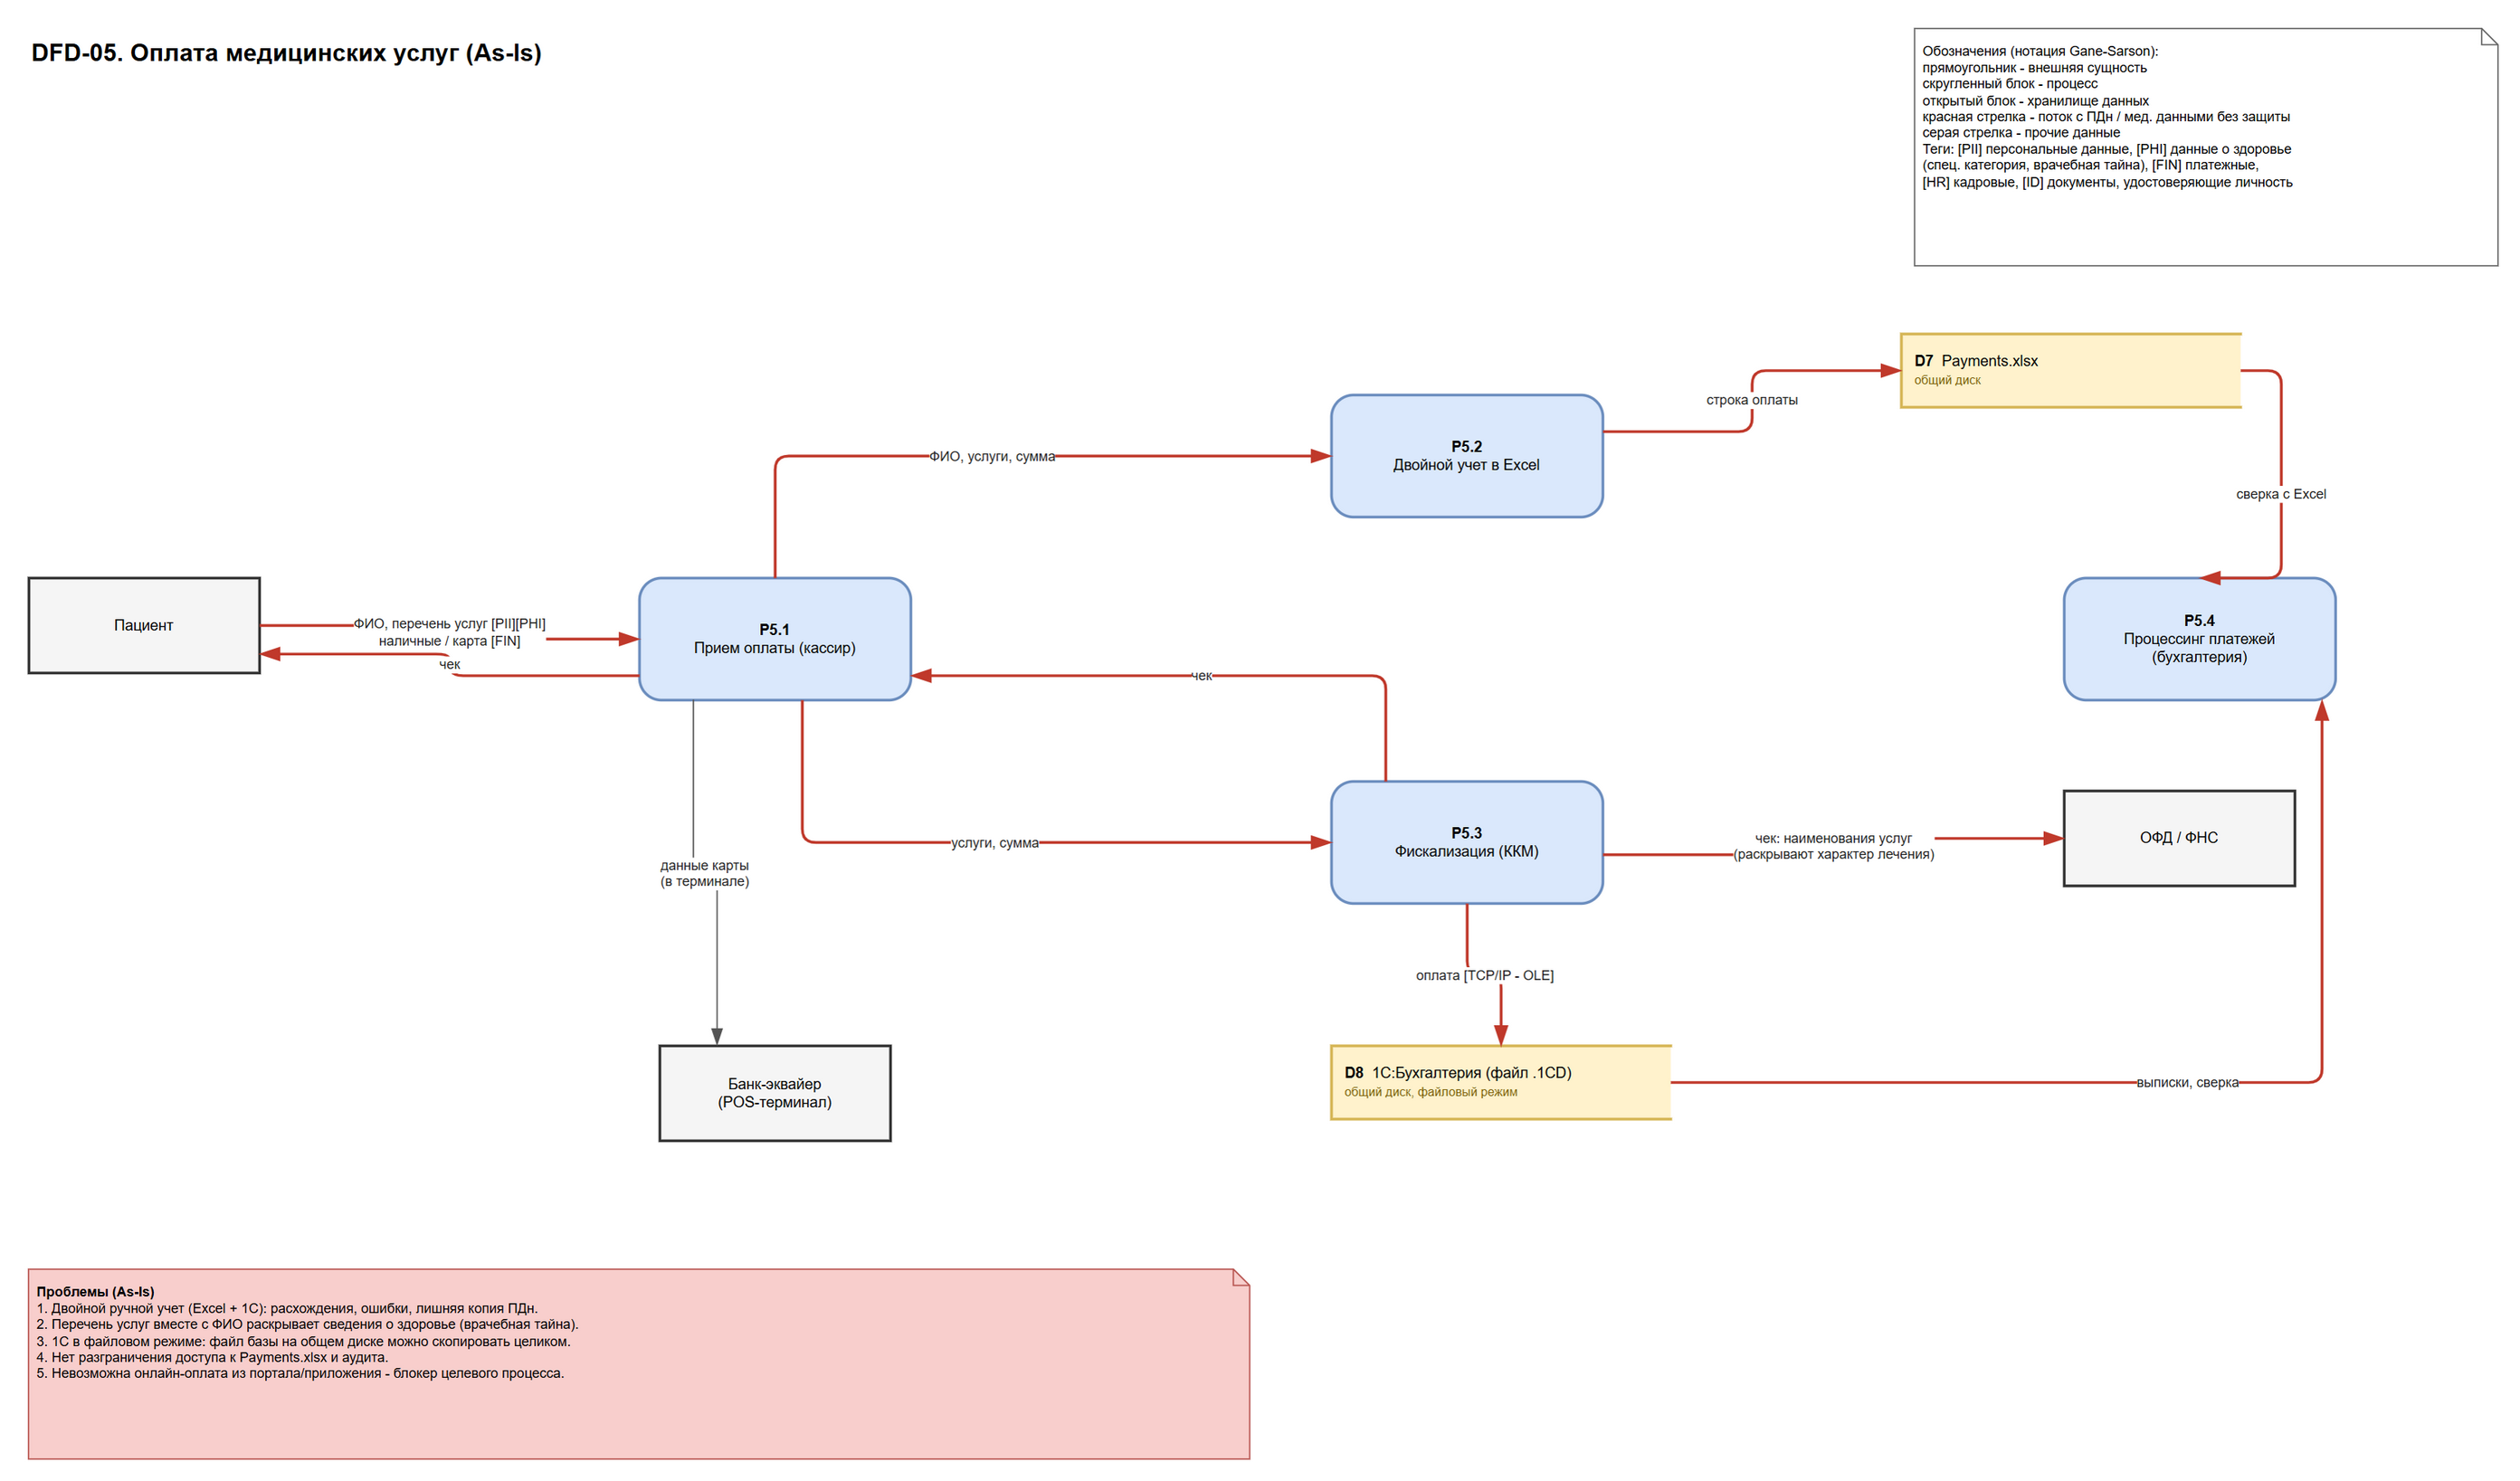 DFD-05. Оплата медицинских услуг (As-Is)
Обозначения (нотация Gane-Sarson):
прямоугольник - внешняя сущность
скругленный блок - процесс
открытый блок - хранилище данных
красная стрелка - поток с ПДн / мед. данными без защиты
серая стрелка - прочие данные
Теги: [PII] персональные данные, [PHI] данные о здоровье
(спец. категория, врачебная тайна), [FIN] платежные,
[HR] кадровые, [ID] документы, удостоверяющие личность
D7 Payments.xlsx
общий диск
строка оплаты
P5.2
Двойной учет в Excel
ФИО, услуги, сумма
сверка с Excel
Пациент
ФИО, перечень услуг [PII][PHI]
наличные / карта [FIN]
чек
P5.1
Прием оплаты (кассир)
чек
P5.4
Процессинг платежей
(бухгалтерия)
данные карты
(в терминале)
услуги, сумма
P5.3
Фискализация (ККМ)
чек: наименования услуг
(раскрывают характер лечения)
ОФД / ФНС
оплата [TCP/IP - OLE]
Банк-эквайер
(POS-терминал)
D8 1С:Бухгалтерия (файл .1CD)
общий диск, файловый режим
выписки, сверка
Проблемы (As-Is)
1. Двойной ручной учет (Excel + 1С): расхождения, ошибки, лишняя копия ПДн.
2. Перечень услуг вместе с ФИО раскрывает сведения о здоровье (врачебная тайна).
3. 1С в файловом режиме: файл базы на общем диске можно скопировать целиком.
4. Нет разграничения доступа к Payments.xlsx и аудита.
5. Невозможна онлайн-оплата из портала/приложения - блокер целевого процесса.